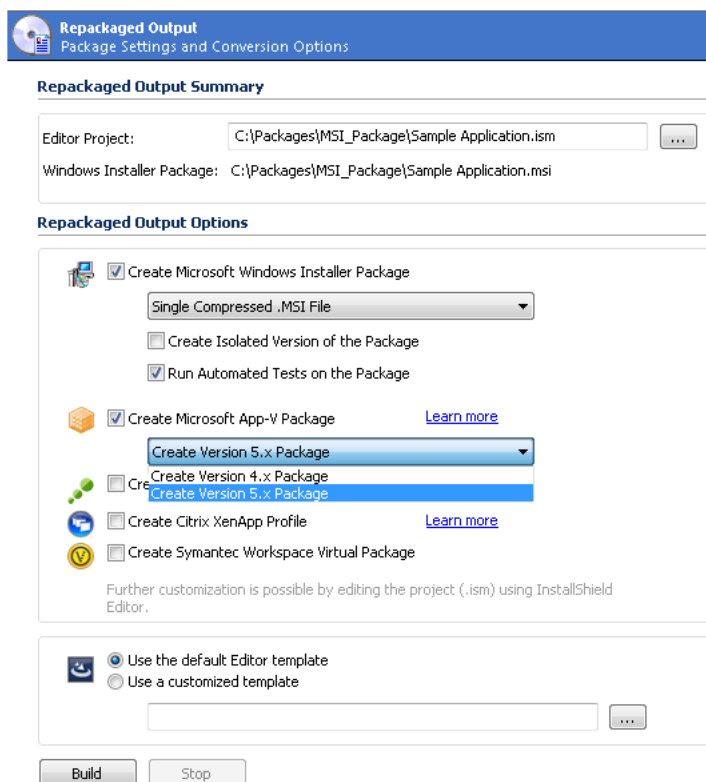 Repackaged Output
Package Settings and Conversion Options
Repackaged Output Summary
Editor Project: C:\Packages\MSI_Package\Sample Application.ism ...
Windows Installer Package: C:\Packages\MSI_Package\Sample Application.msi
Repackaged Output Options
Create Microsoft Windows Installer Package
Single Compressed .MSI File
Create Isolated Version of the Package
Run Automated Tests on the Package
Create Microsoft App-V Package Learn more
Create Version 5.x Package
Create Version 4.x Package
Create Version 5.x Package
Create Citrix XenApp Profile Learn more
Create Symantec Workspace Virtual Package
Further customization is possible by editing the project (.ism) using InstallShield
Editor.
Use the default Editor template
Use a customized template
...
Build Stop